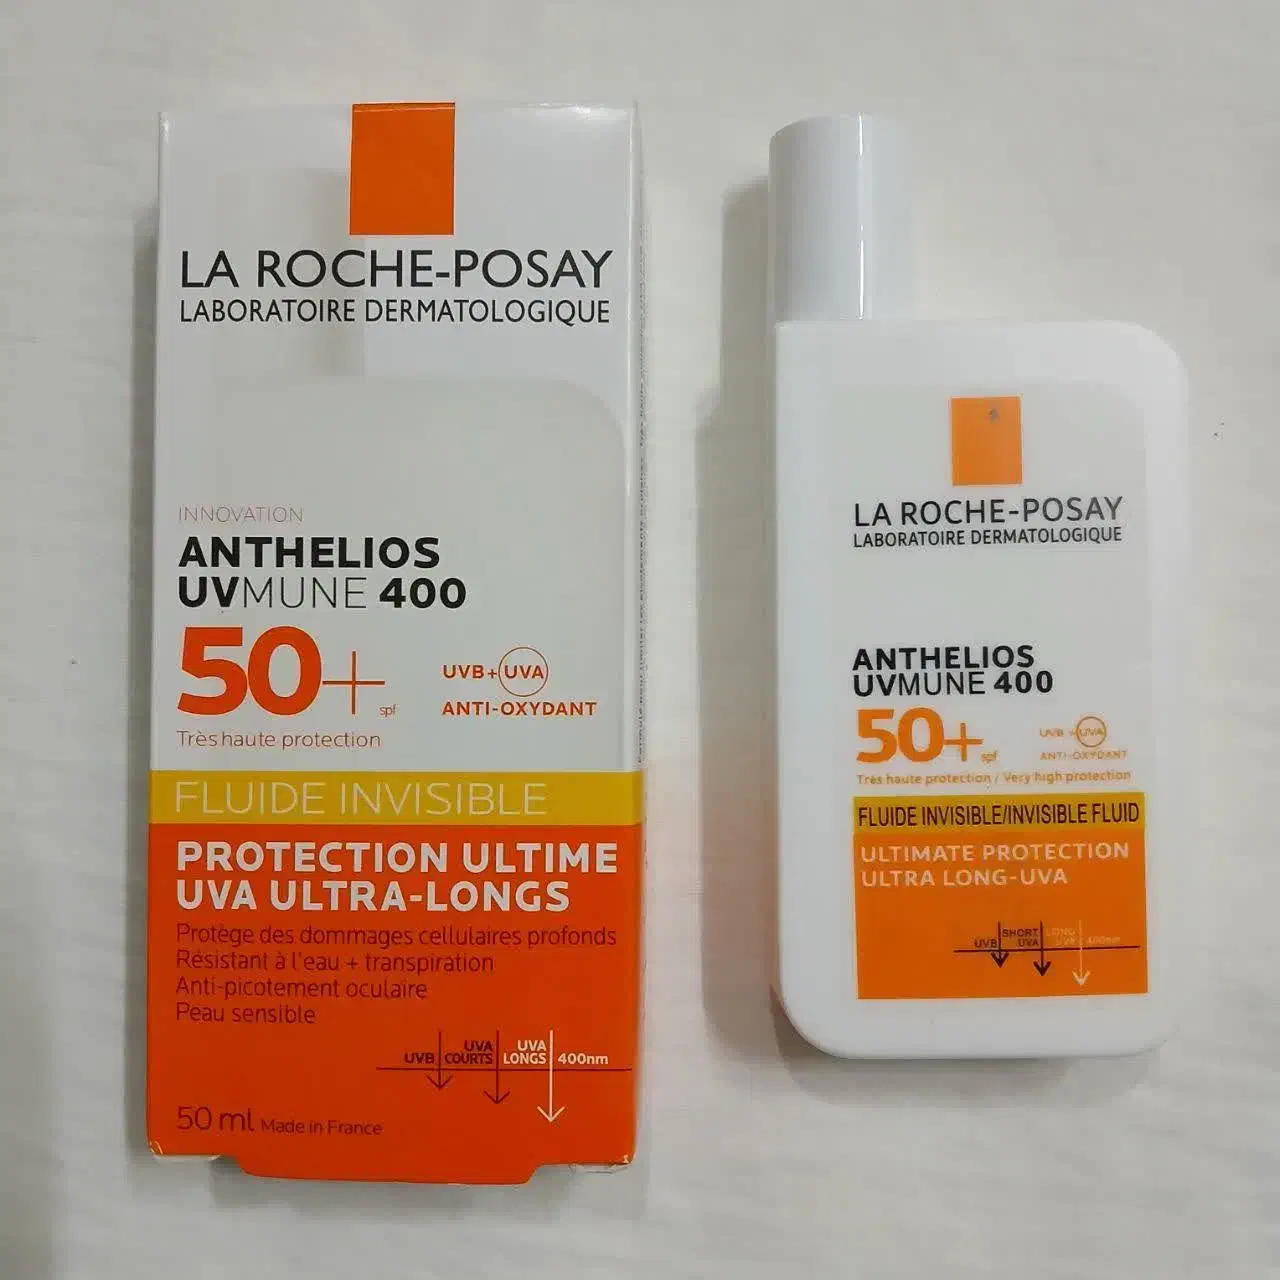 LA ROCHE-POSAY
LABORATOIRE DERMATOLOGIQUE
INNOVATION
ANTHELIOS
UVMUNE 400
50+ spf
UVB+UVA
ANTI-OXYDANT
Très haute protection
FLUIDE INVISIBLE
PROTECTION ULTIME
UVA ULTRA-LONGS
Protège des dommages cellulaires profonds
Résistant à l'eau + transpiration
Anti-picotement oculaire
Peau sensible
UVB UVA COURTS UVA LONGS 400nm
50 ml Made in France
LA ROCHE-POSAY
LABORATOIRE DERMATOLOGIQUE
ANTHELIOS
UVMUNE 400
50+ spf
UVB + UVA
ANTI-OXYDANT
Très haute protection / Very high protection
FLUIDE INVISIBLE/INVISIBLE FLUID
ULTIMATE PROTECTION
ULTRA LONG-UVA
UVB SHORT UVA LONG UVA 400nm